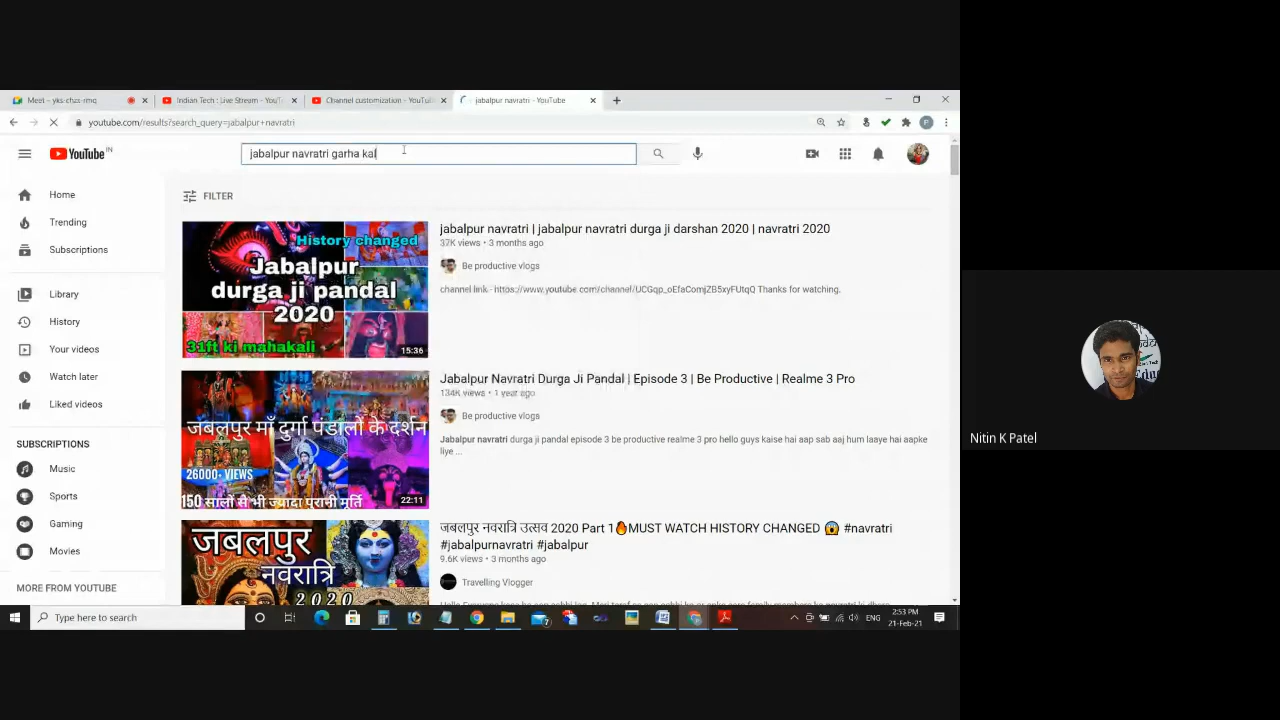 Meet – yks-chzx-rmq
Indian Tech : Live Stream - YouT
Channel customization - YouTub
jabalpur navratri - YouTube
youtube.com/results?search_query=jabalpur+navratri
YouTube IN
jabalpur navratri garha kal
Home
Trending
Subscriptions
Library
History
Your videos
Watch later
Liked videos
SUBSCRIPTIONS
Music
Sports
Gaming
Movies
MORE FROM YOUTUBE
FILTER
History changed
Jabalpur
durga ji pandal
2020
31ft ki mahakali
15:36
jabalpur navratri | jabalpur navratri durga ji darshan 2020 | navratri 2020
37K views • 3 months ago
Be productive vlogs
channel link - https://www.youtube.com/channel/UCGqp_oEfaComjZB5xyFUtqQ Thanks for watching.
जबलपुर माँ दुर्गा पंडालों के दर्शन
26000+ VIEWS
150 सालों से भी ज्यादा पुरानी मूर्ति
22:11
Jabalpur Navratri Durga Ji Pandal | Episode 3 | Be Productive | Realme 3 Pro
134K views • 1 year ago
Be productive vlogs
Jabalpur navratri durga ji pandal episode 3 be productive realme 3 pro hello guys kaise hai aap sab aaj hum laaye hai aapke
liye ...
जबलपुर
नवरात्रि
2020
जबलपुर नवरात्रि उत्सव 2020 Part 1🔥MUST WATCH HISTORY CHANGED 😱 #navratri
#jabalpurnavratri #jabalpur
9.6K views • 3 months ago
Travelling Vlogger
Type here to search
ENG
2:53 PM
21-Feb-21
Nitin K Patel